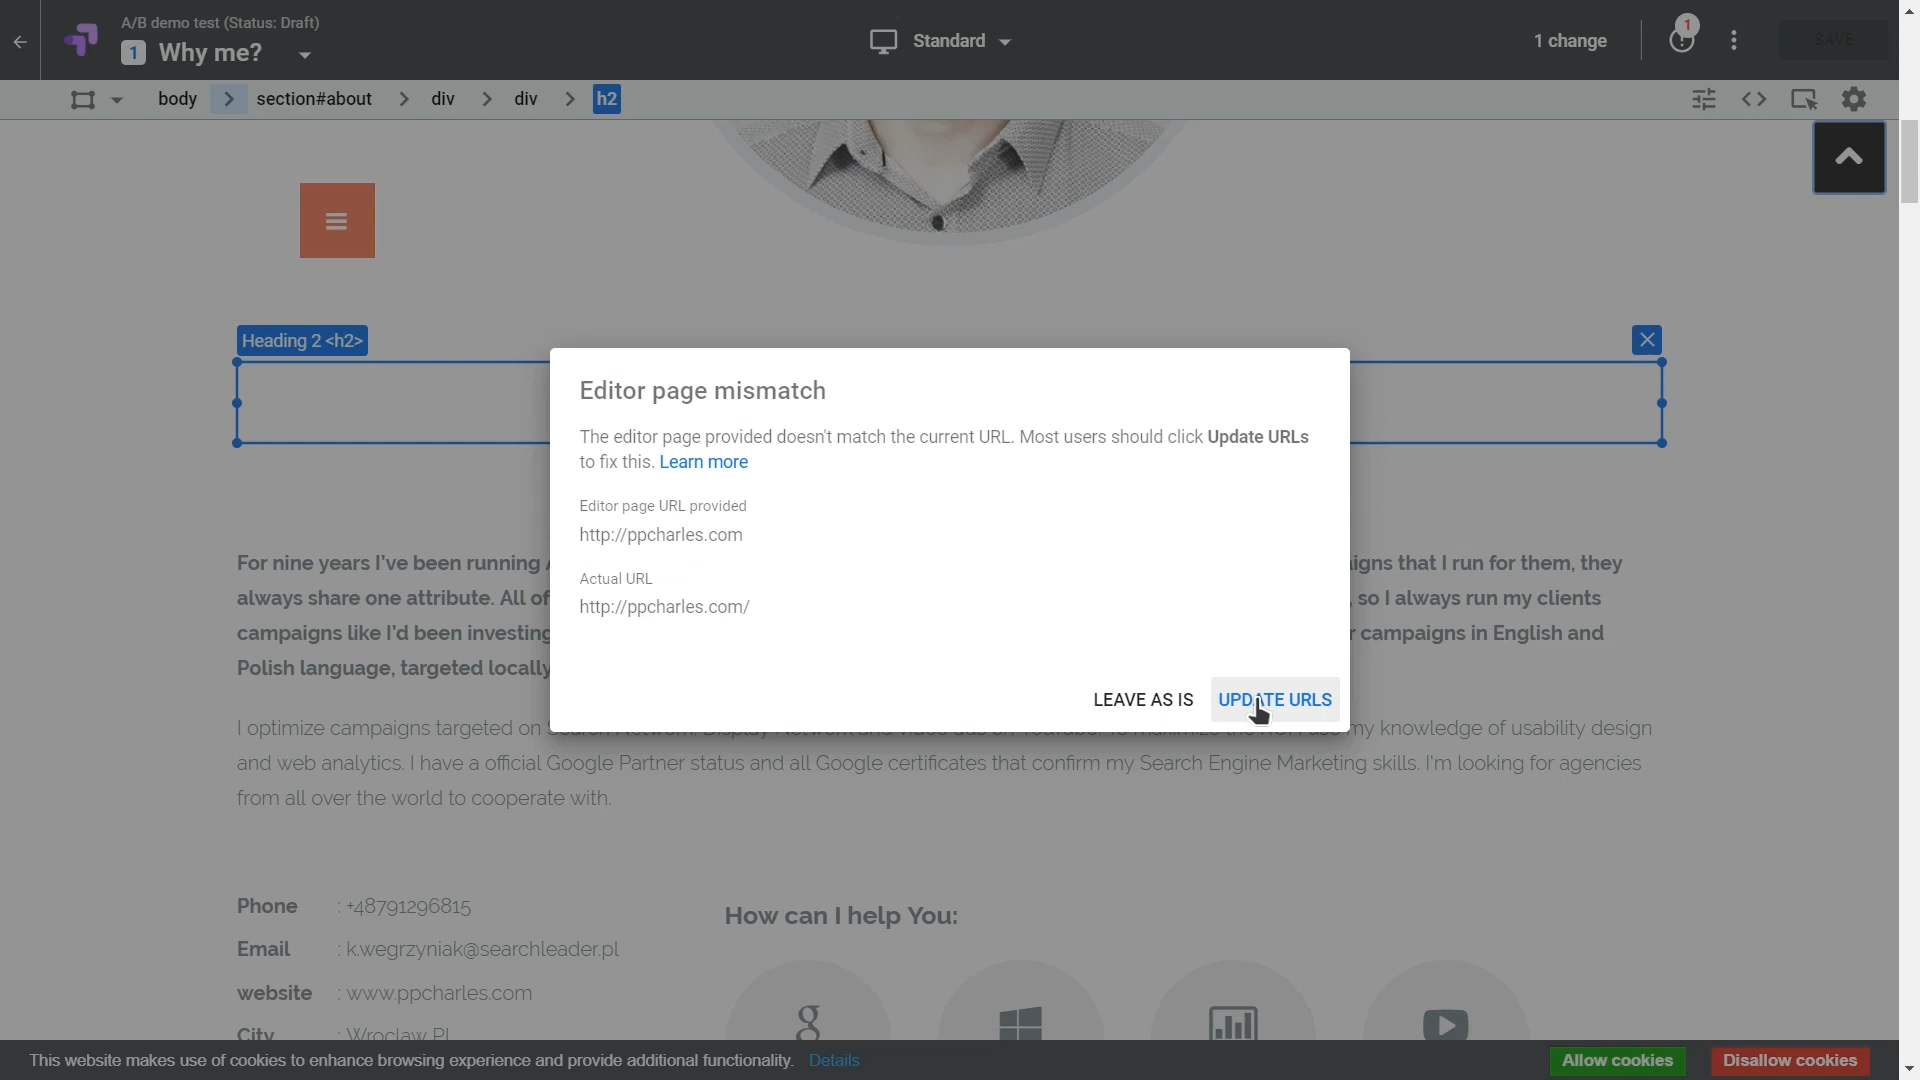 A/B demo test (Status: Draft)
1 Why me?
Standard
1 change
1
SAVE
body
section#about
div
div
h2
Heading 2 <h2>
Editor page mismatch
The editor page provided doesn't match the current URL. Most users should click Update URLs
to fix this. Learn more
Editor page URL provided
http://ppcharles.com
Actual URL
http://ppcharles.com/
LEAVE AS IS
UPDATE URLS
For nine years I've been running
igns that I run for them, they
always share one attribute. All of
, so I always run my clients
campaigns like I'd been investing
r campaigns in English and
Polish language, targeted locally
I optimize campaigns targeted on my knowledge of usability design
and web analytics. I have a official Google Partner status and all Google certificates that confirm my Search Engine Marketing skills. I'm looking for agencies
from all over the world to cooperate with.
Phone : +48791296815
Email : k.wegrzyniak@searchleader.pl
website : www.ppcharles.com
City : Wroclaw PL
How can I help You:
This website makes use of cookies to enhance browsing experience and provide additional functionality. Details
Allow cookies
Disallow cookies